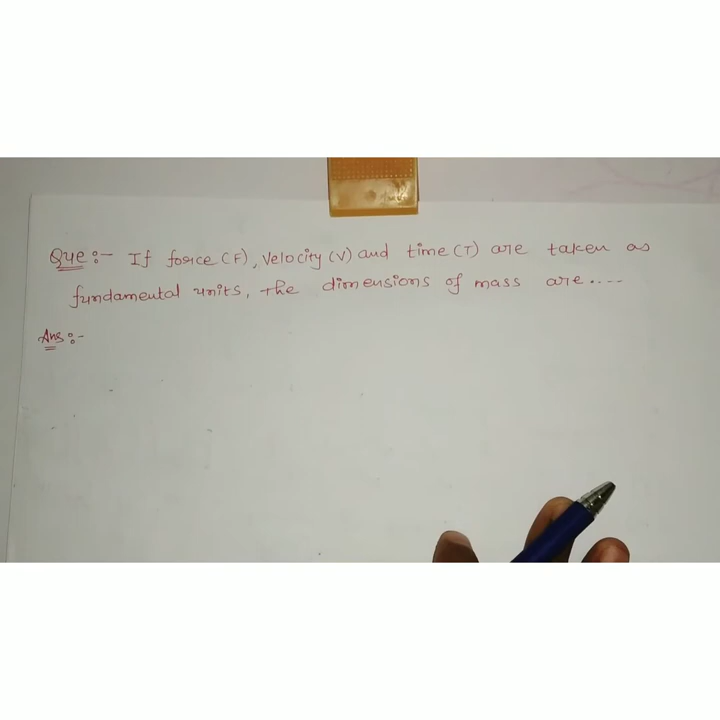 Que:- If force (F), Velocity (V) and time (T) are taken as
fundamental units, the dimensions of mass are....
Ans:-